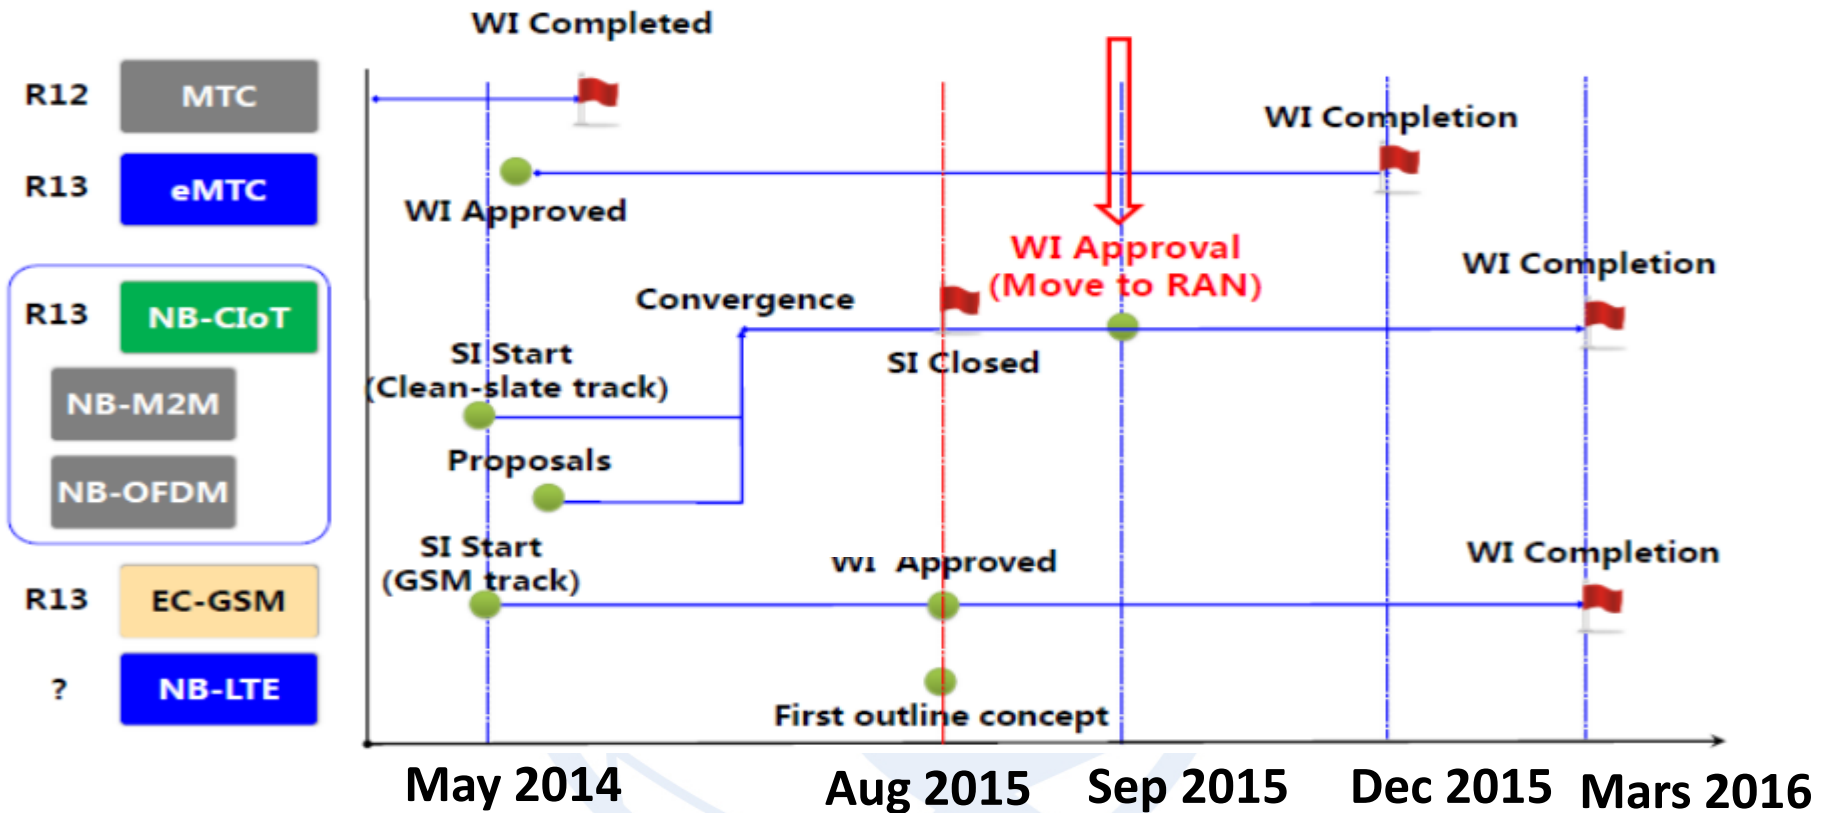 WI Completed
R12
MTC
WI Completion
R13
eMTC
WI Approved
WI Approval
(Move to RAN)
WI Completion
R13
NB-CIoT
Convergence
SI Start
(Clean-slate track)
SI Closed
NB-M2M
Proposals
NB-OFDM
SI Start
(GSM track)
WI Approved
WI Completion
R13
EC-GSM
?
NB-LTE
First outline concept
May 2014
Aug 2015
Sep 2015
Dec 2015
Mars 2016